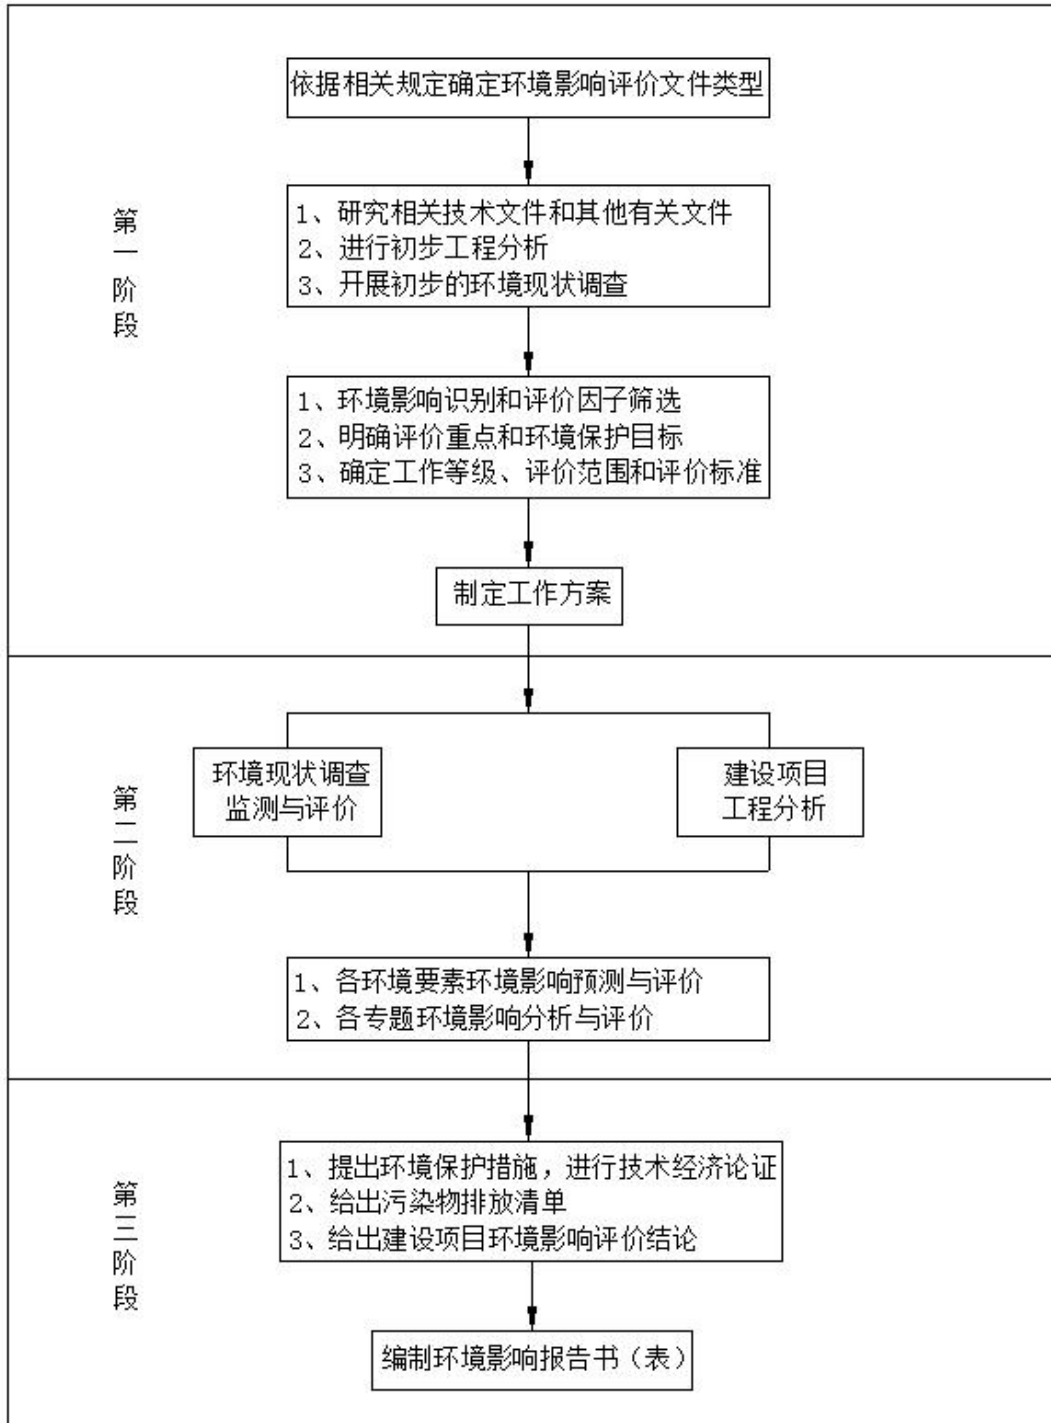 依据相关规定确定环境影响评价文件类型
第一阶段
1、研究相关技术文件和其他有关文件
2、进行初步工程分析
3、开展初步的环境现状调查
1、环境影响识别和评价因子筛选
2、明确评价重点和环境保护目标
3、确定工作等级、评价范围和评价标准
制定工作方案
第二阶段
环境现状调查
监测与评价
建设项目
工程分析
1、各环境要素环境影响预测与评价
2、各专题环境影响分析与评价
第三阶段
1、提出环境保护措施，进行技术经济论证
2、给出污染物排放清单
3、给出建设项目环境影响评价结论
编制环境影响报告书（表）